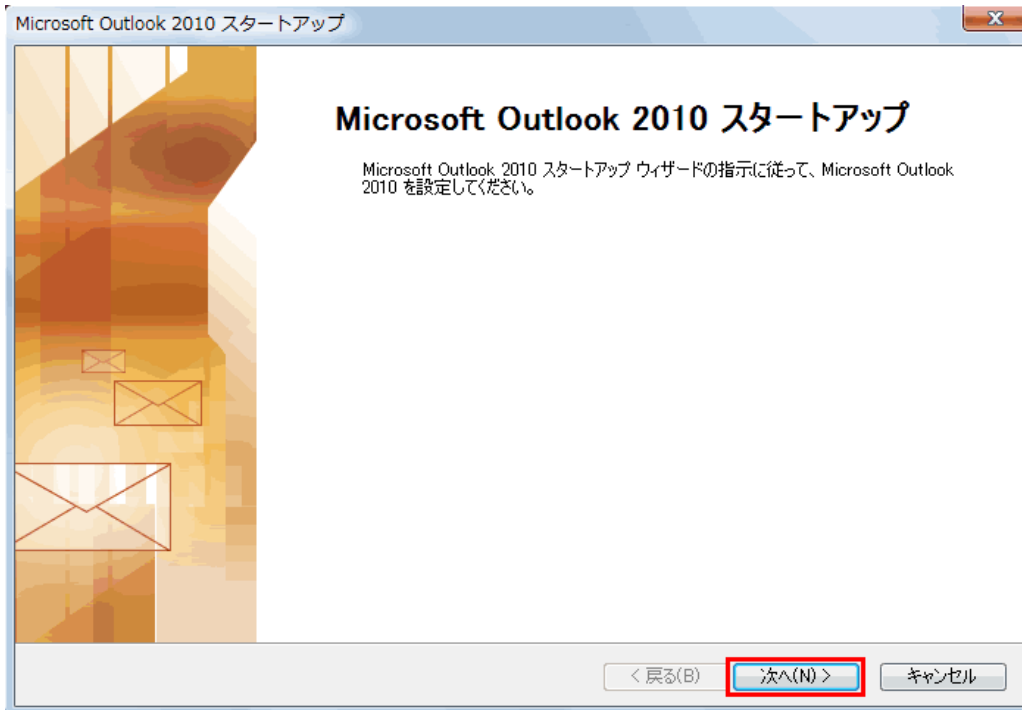 Microsoft Outlook 2010 スタートアップ
Microsoft Outlook 2010 スタートアップ
Microsoft Outlook 2010 スタートアップ ウィザードの指示に従って、Microsoft Outlook
2010 を設定してください。
< 戻る(B)
次へ(N) >
キャンセル